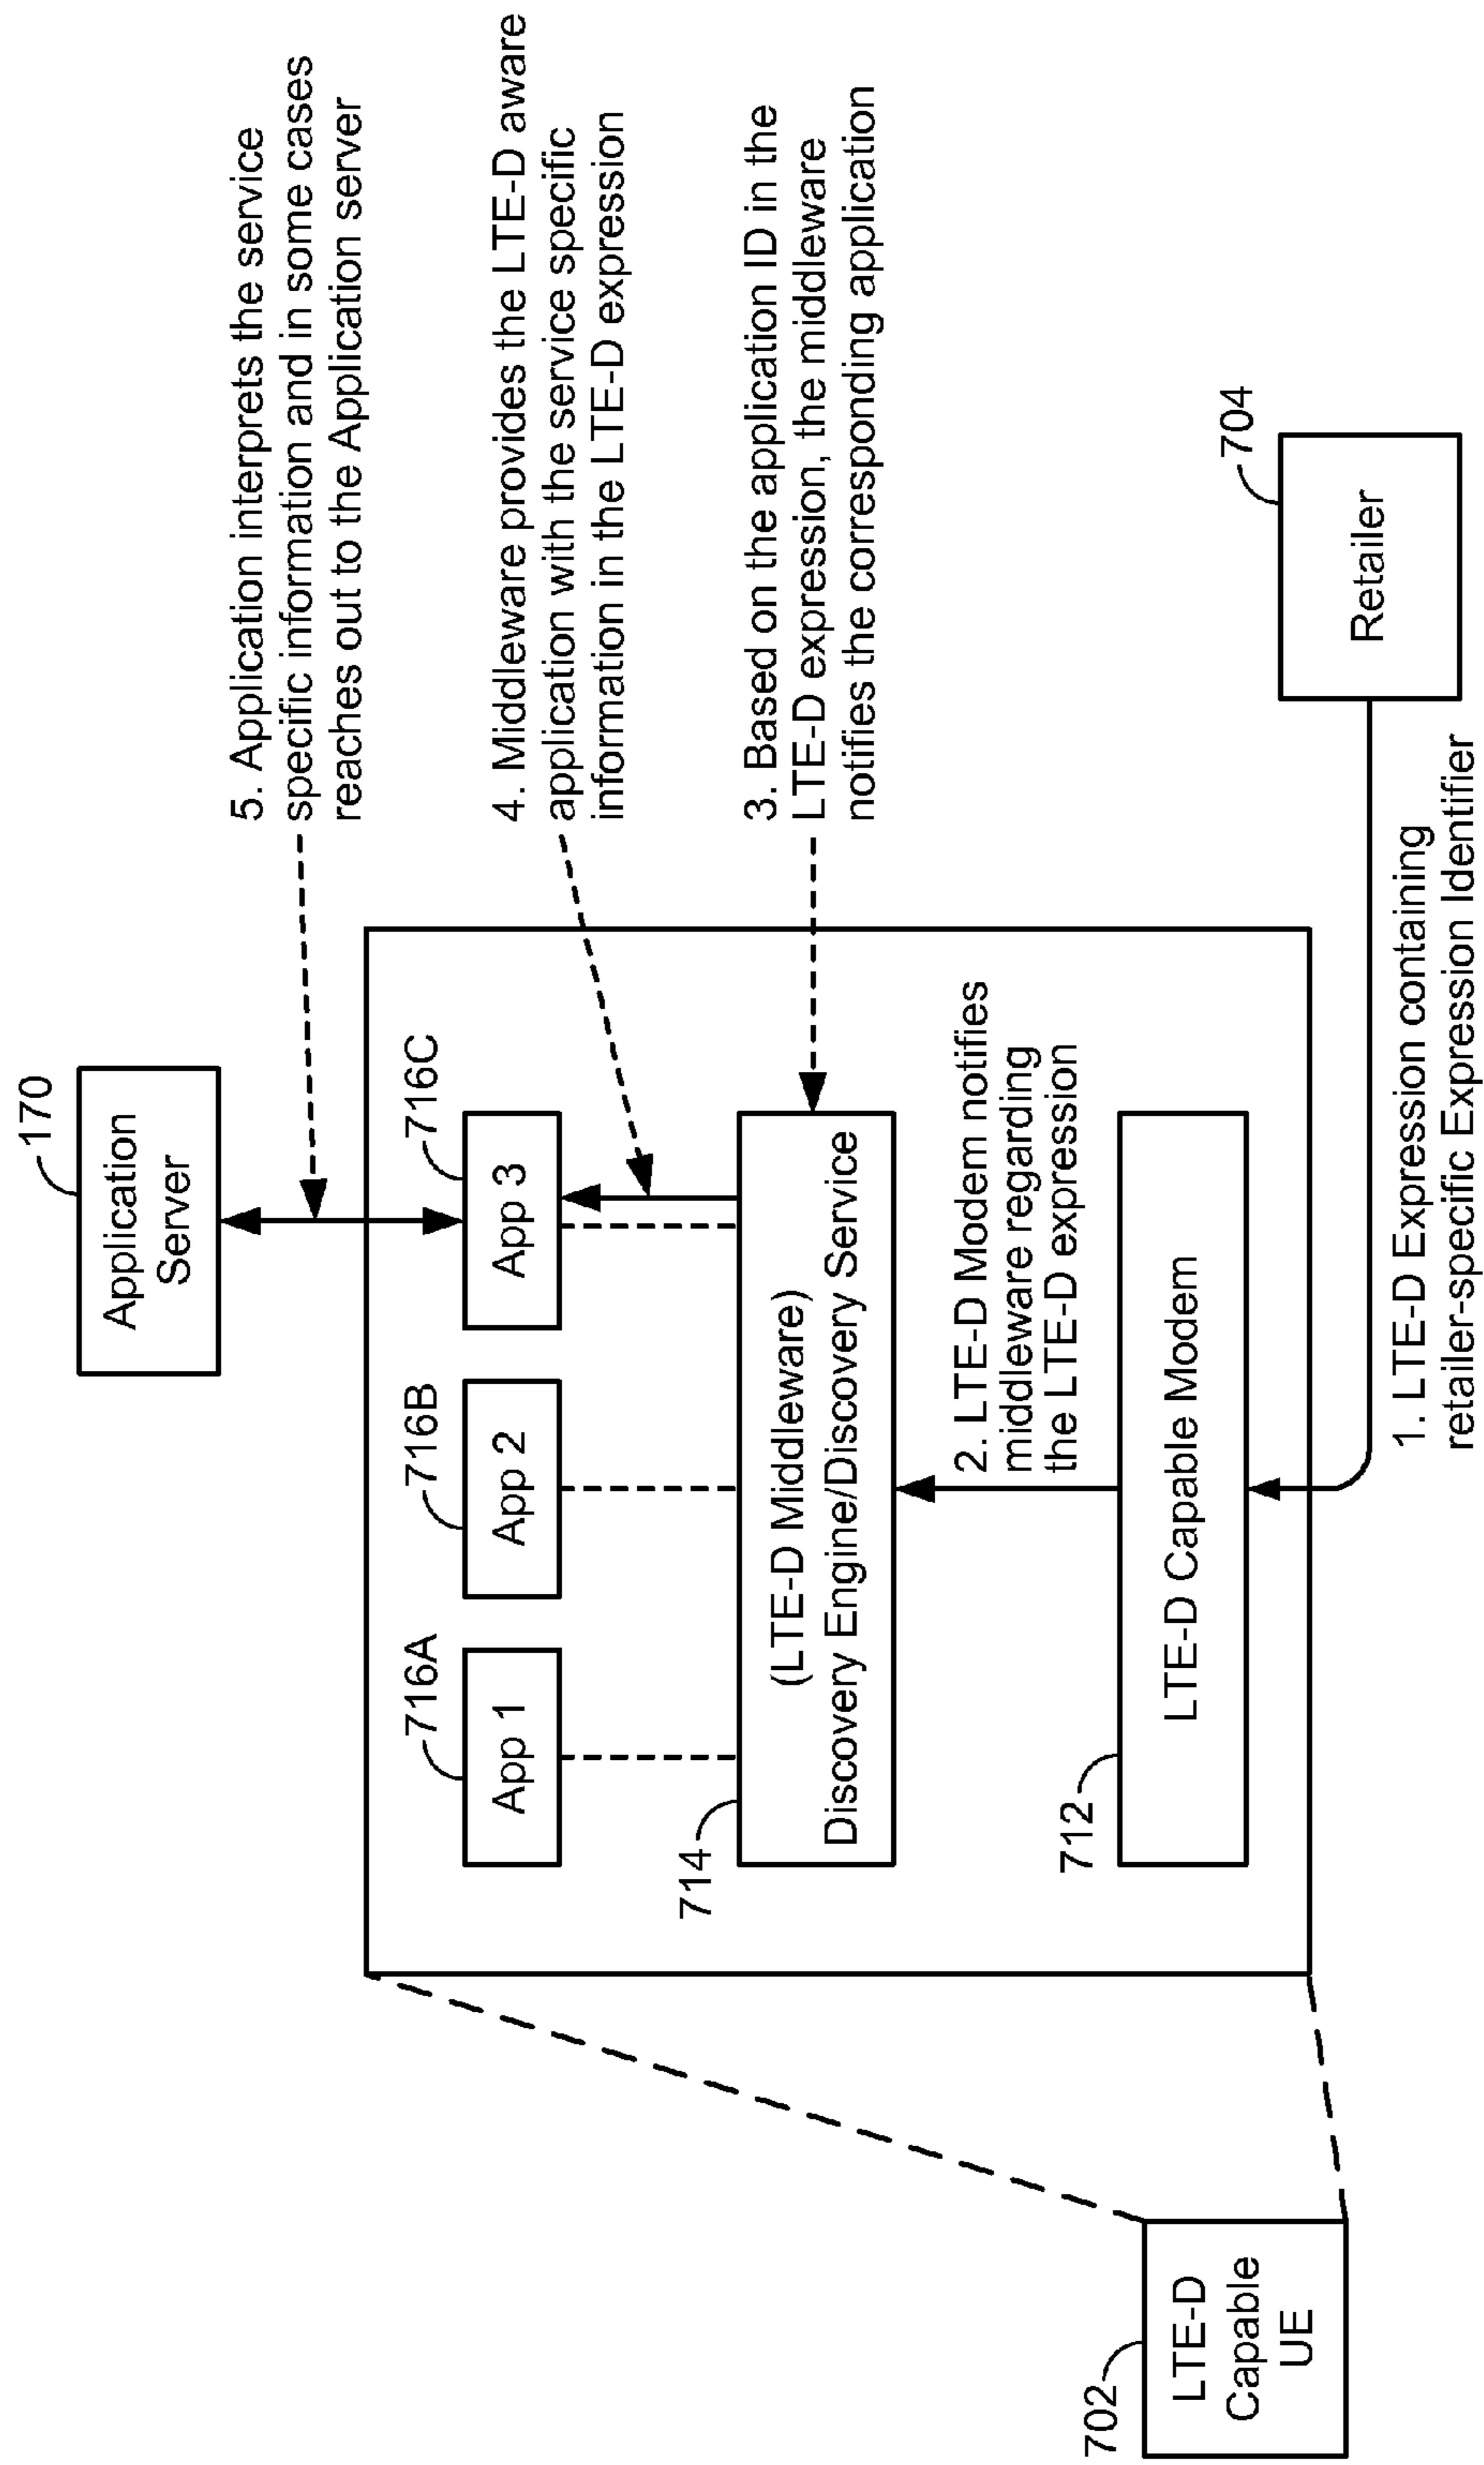 170
Application
Server
5. Application interprets the service
specific information and in some cases
reaches out to the Application server
716A
App 1
716B
App 2
716C
App 3
4. Middleware provides the LTE-D aware
application with the service specific
information in the LTE-D expression
714
(LTE-D Middleware)
Discovery Engine/Discovery Service
3. Based on the application ID in the
LTE-D expression, the middleware
notifies the corresponding application
2. LTE-D Modem notifies
middleware regarding
the LTE-D expression
712
LTE-D Capable Modem
702
LTE-D
Capable
UE
704
Retailer
1. LTE-D Expression containing
retailer-specific Expression Identifier